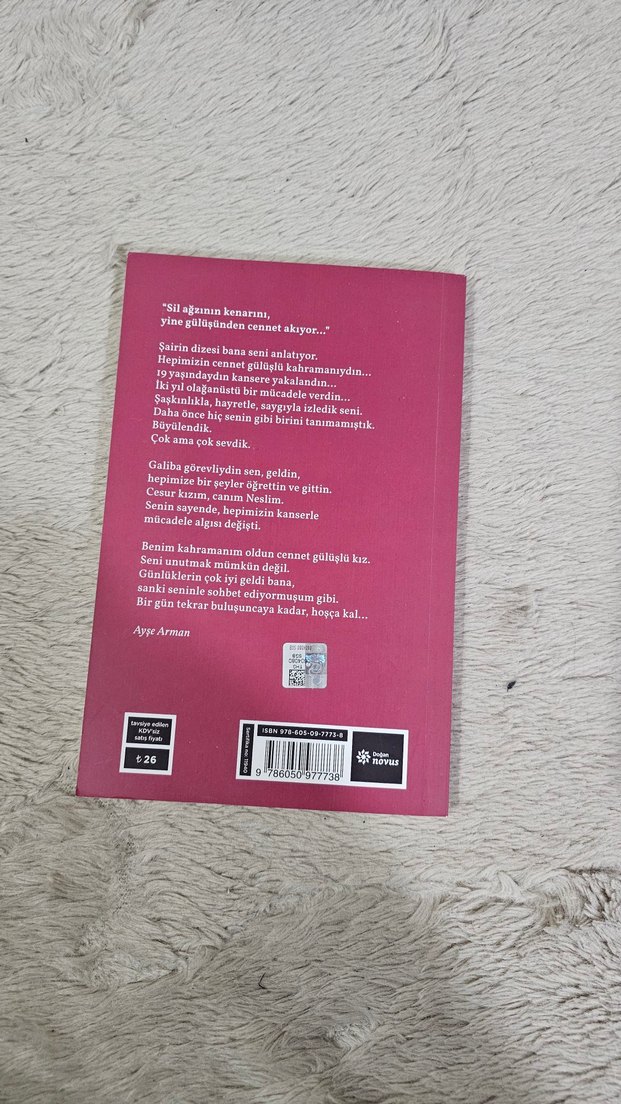 "Sil ağzının kenarını,
yine gülüşünden cennet akıyor..."
Şairin dizesi bana seni anlatıyor.
Hepimizin cennet gülüşlü kahramanıydın...
19 yaşındaydın kansere yakalandın...
İki yıl olağanüstü bir mücadele verdin...
Şaşkınlıkla, hayretle, saygıyla izledik seni.
Daha önce hiç senin gibi birini tanımamıştık.
Büyülendik.
Çok ama çok sevdik.
Galiba görevliydin sen, geldin,
hepimize bir şeyler öğrettin ve gittin.
Cesur kızım, canım Neslim.
Senin sayende, hepimizin kanserle
mücadele algısı değişti.
Benim kahramanım oldun cennet gülüşlü kız.
Seni unutmak mümkün değil.
Günlüklerin çok iyi geldi bana,
sanki seninle sohbet ediyormuşum gibi.
Bir gün tekrar buluşuncaya kadar, hoşça kal...
Ayşe Arman
tavsiye edilen
KDV'siz
satış fiyatı
₺ 26
Sertifika no: 11940
ISBN 978-605-09-7773-8
9 786050 977738
Doğan
novus